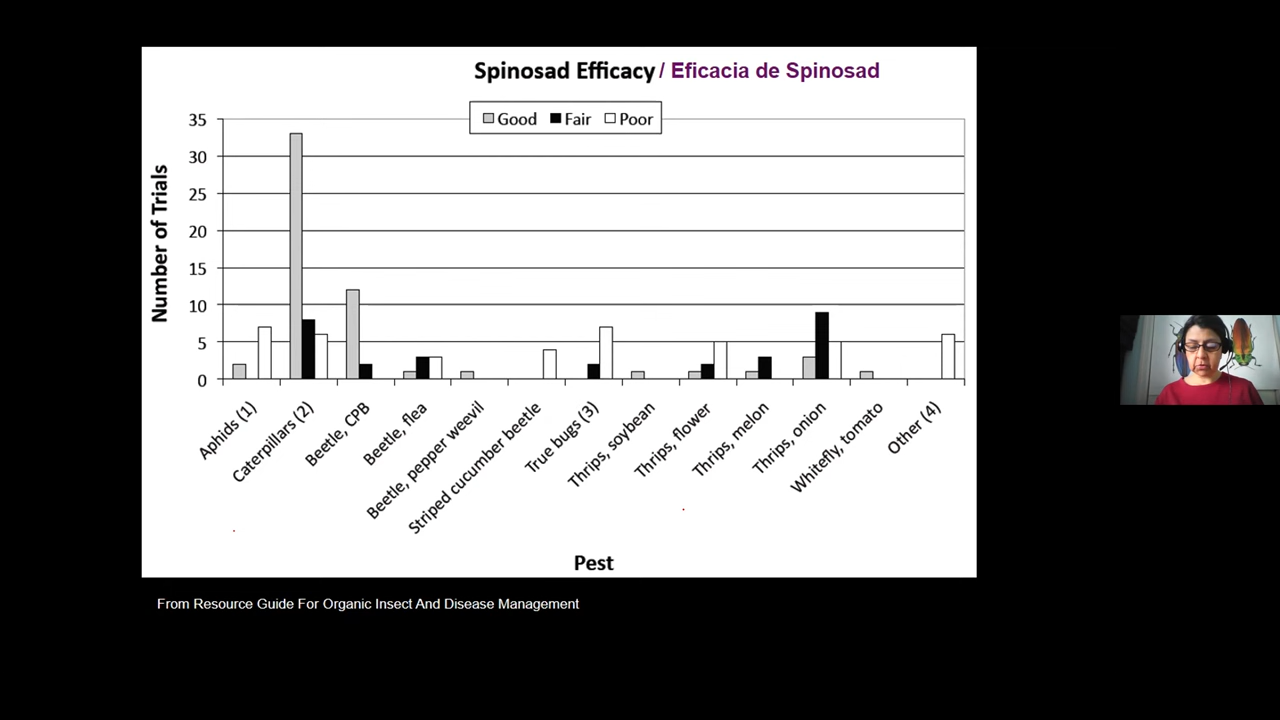 Spinosad Efficacy / Eficacia de Spinosad
Good Fair Poor
35
30
25
20
15
10
5
0
Number of Trials
Aphids (1)
Caterpillars (2)
Beetle, CPB
Beetle, flea
Beetle, pepper weevil
Striped cucumber beetle
True bugs (3)
Thrips, soybean
Thrips, flower
Thrips, melon
Thrips, onion
Whitefly, tomato
Other (4)
Pest
From Resource Guide For Organic Insect And Disease Management